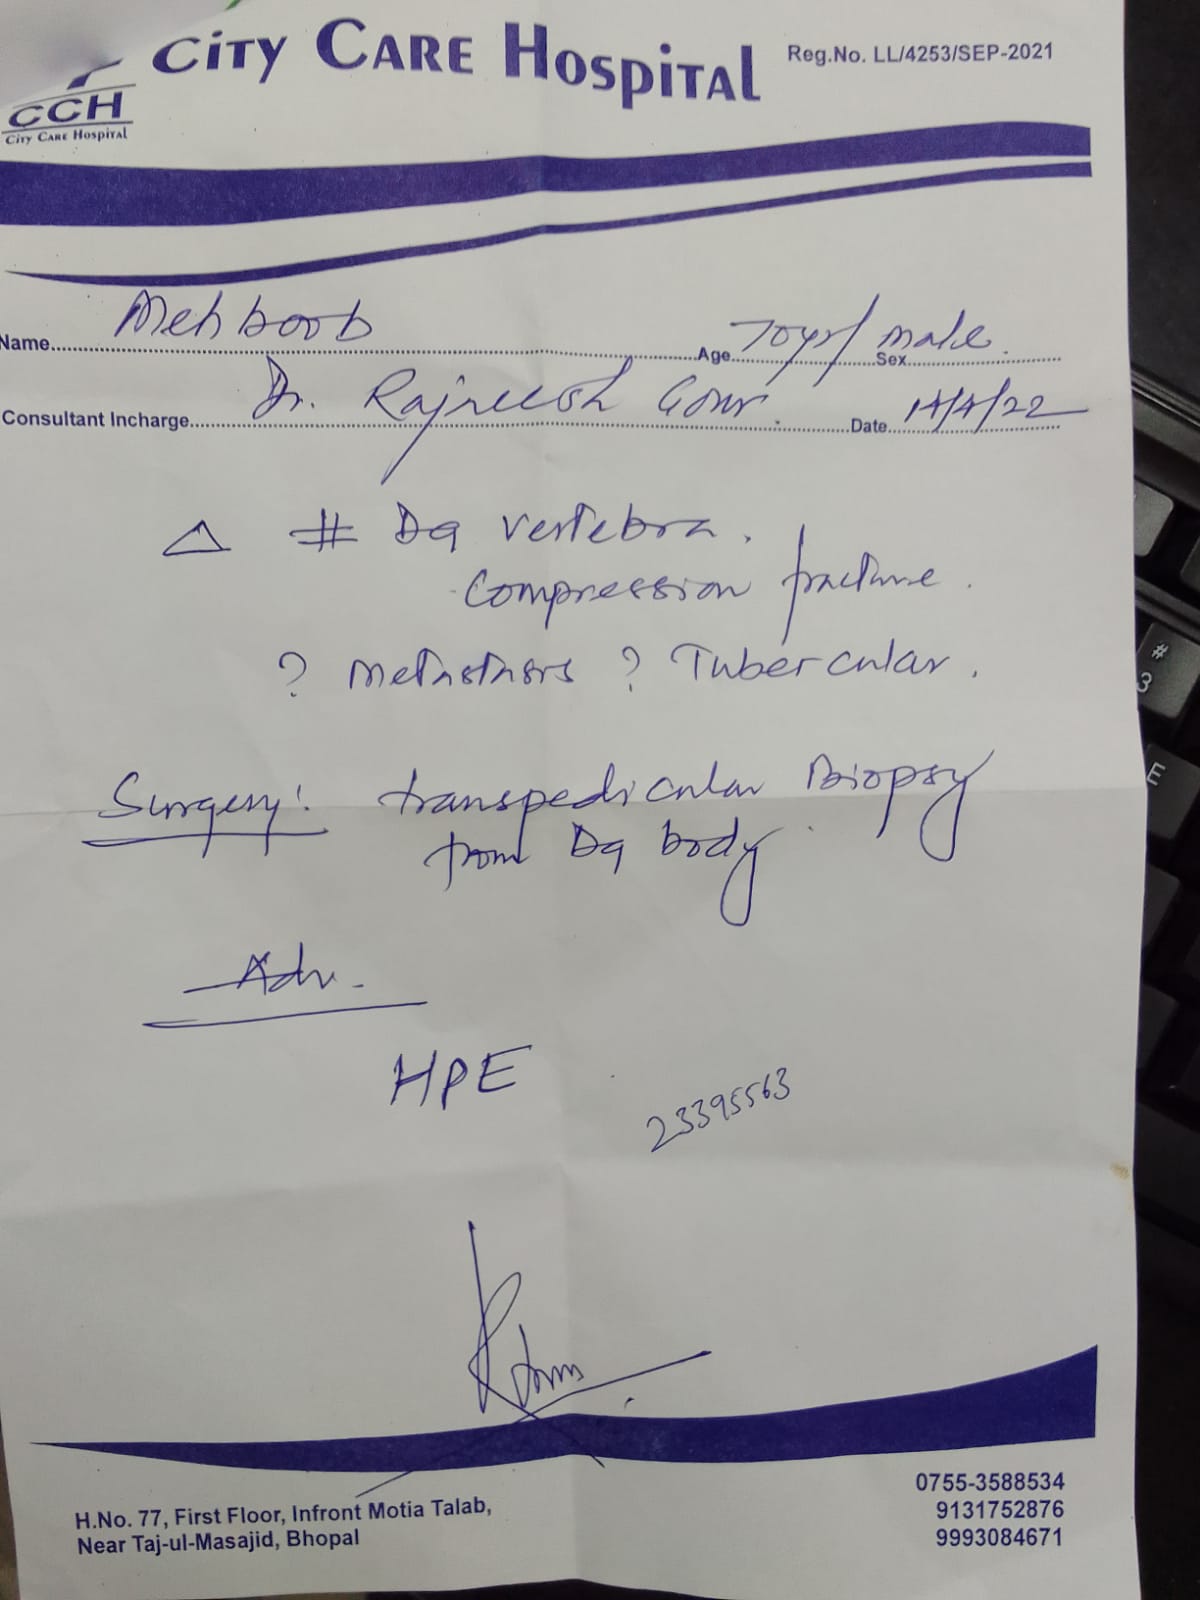 CiTY CARE HospiTAl
Reg.No. LL/4253/SEP-2021
CCH
City CARE Hospital
Name Mehboob Age 70yrs/ Sex male
Consultant Incharge Dr. Rajneesh Gour Date 14/4/22
△ # D9 vertebra.
compression fracture.
? metastasis ? Tubercular.
Surgery: transpedicular Biopsy
from D9 body
Adv.
HPE
23395563
H.No. 77, First Floor, Infront Motia Talab,
Near Taj-ul-Masajid, Bhopal
0755-3588534
9131752876
9993084671
#
3
E